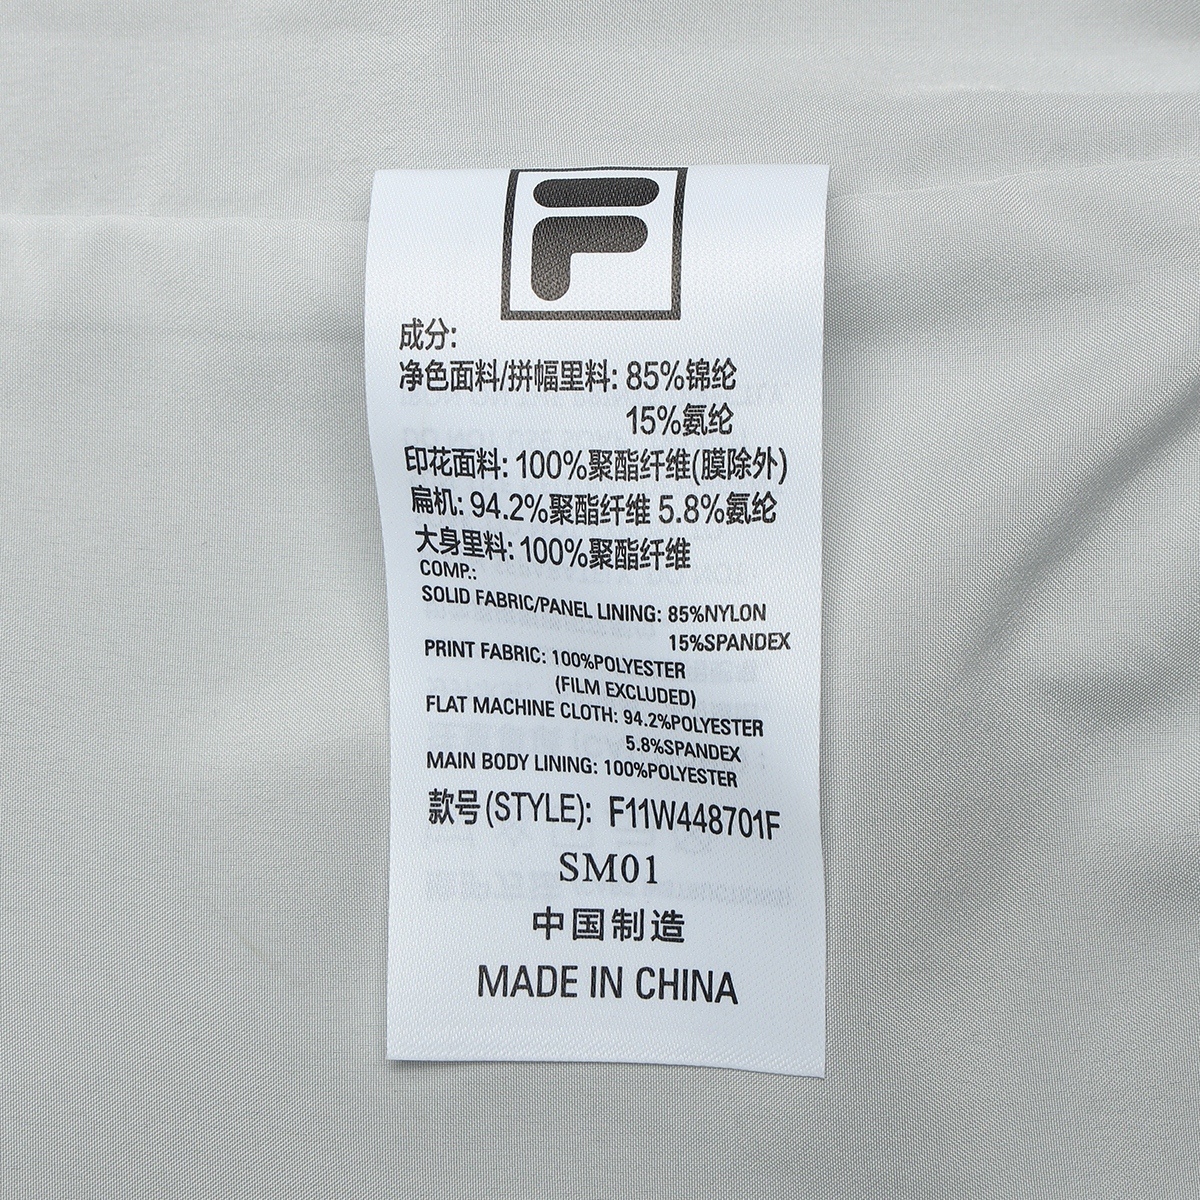 F
成分:
净色面料/拼幅里料: 85%锦纶
15%氨纶
印花面料: 100%聚酯纤维(膜除外)
扁机: 94.2%聚酯纤维 5.8%氨纶
大身里料: 100%聚酯纤维
COMP.:
SOLID FABRIC/PANEL LINING: 85%NYLON
15%SPANDEX
PRINT FABRIC: 100%POLYESTER
(FILM EXCLUDED)
FLAT MACHINE CLOTH: 94.2%POLYESTER
5.8%SPANDEX
MAIN BODY LINING: 100%POLYESTER
款号(STYLE): F11W448701F
SM01
中国制造
MADE IN CHINA